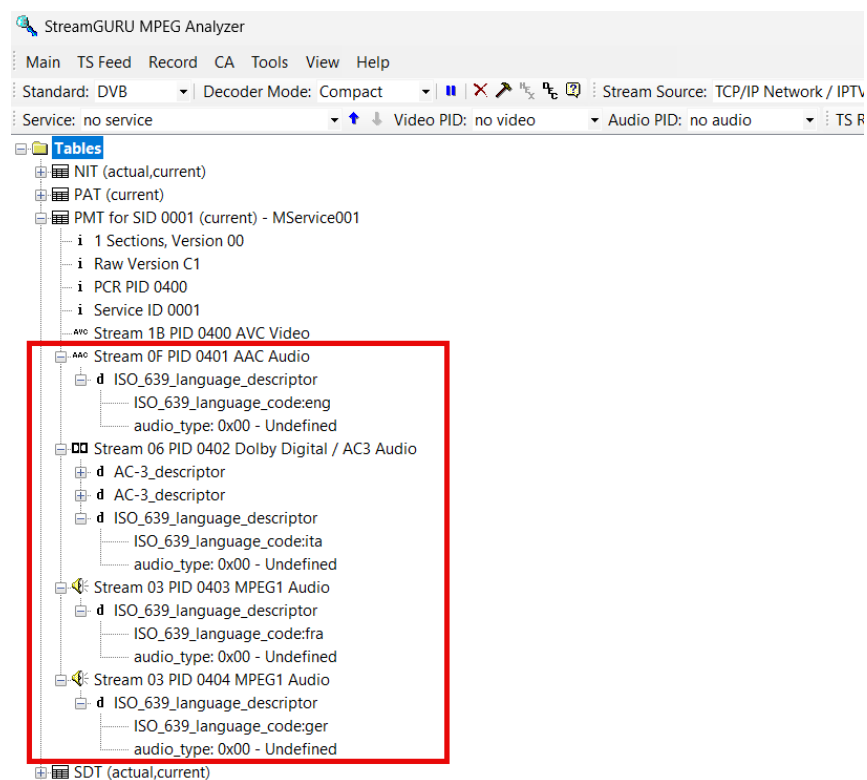 StreamGURU MPEG Analyzer
Main TS Feed Record CA Tools View Help
Standard: DVB Decoder Mode: Compact Stream Source: TCP/IP Network / IPTV
Service: no service Video PID: no video Audio PID: no audio TS R
Tables
NIT (actual,current)
PAT (current)
PMT for SID 0001 (current) - MService001
i 1 Sections, Version 00
i Raw Version C1
i PCR PID 0400
i Service ID 0001
AVC Stream 1B PID 0400 AVC Video
AAC Stream 0F PID 0401 AAC Audio
d ISO_639_language_descriptor
ISO_639_language_code:eng
audio_type: 0x00 - Undefined
Stream 06 PID 0402 Dolby Digital / AC3 Audio
d AC-3_descriptor
d AC-3_descriptor
d ISO_639_language_descriptor
ISO_639_language_code:ita
audio_type: 0x00 - Undefined
Stream 03 PID 0403 MPEG1 Audio
d ISO_639_language_descriptor
ISO_639_language_code:fra
audio_type: 0x00 - Undefined
Stream 03 PID 0404 MPEG1 Audio
d ISO_639_language_descriptor
ISO_639_language_code:ger
audio_type: 0x00 - Undefined
SDT (actual,current)